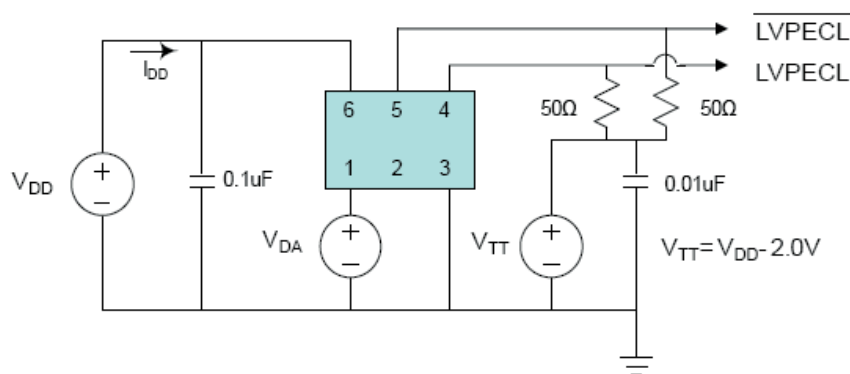 LVPECL
LVPECL
I_DD
6 5 4
50Ω 50Ω
1 2 3
V_DD
0.1uF
0.01uF
V_DA
V_TT
V_TT=V_DD-2.0V